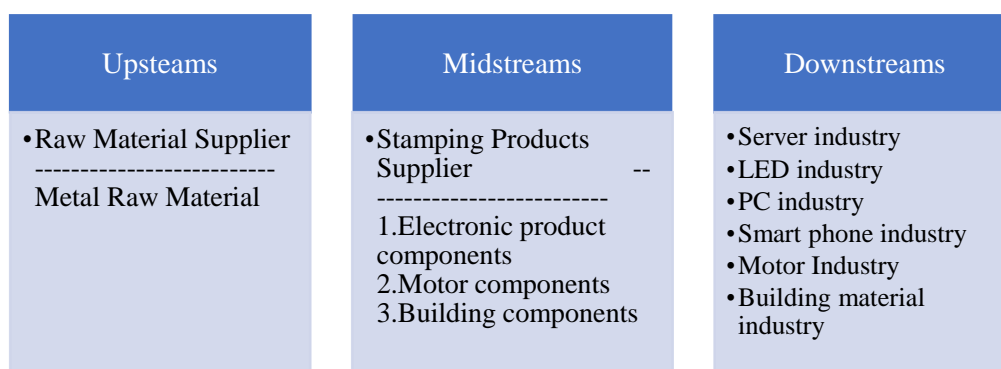 Upsteams
•Raw Material Supplier
--------------------------
Metal Raw Material
Midstreams
•Stamping Products
Supplier --
-------------------------
1.Electronic product
components
2.Motor components
3.Building components
Downstreams
•Server industry
•LED industry
•PC industry
•Smart phone industry
•Motor Industry
•Building material
industry